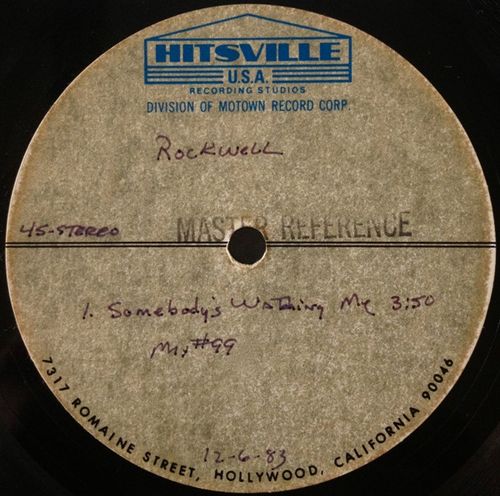 HITSVILLE
U.S.A.
RECORDING STUDIOS
DIVISION OF MOTOWN RECORD CORP.
Rockwell
45-STEREO
MASTER REFERENCE
1. Somebody's Watching Me 3:50
Mix #99
12-6-83
7317 ROMAINE STREET, HOLLYWOOD, CALIFORNIA 90046